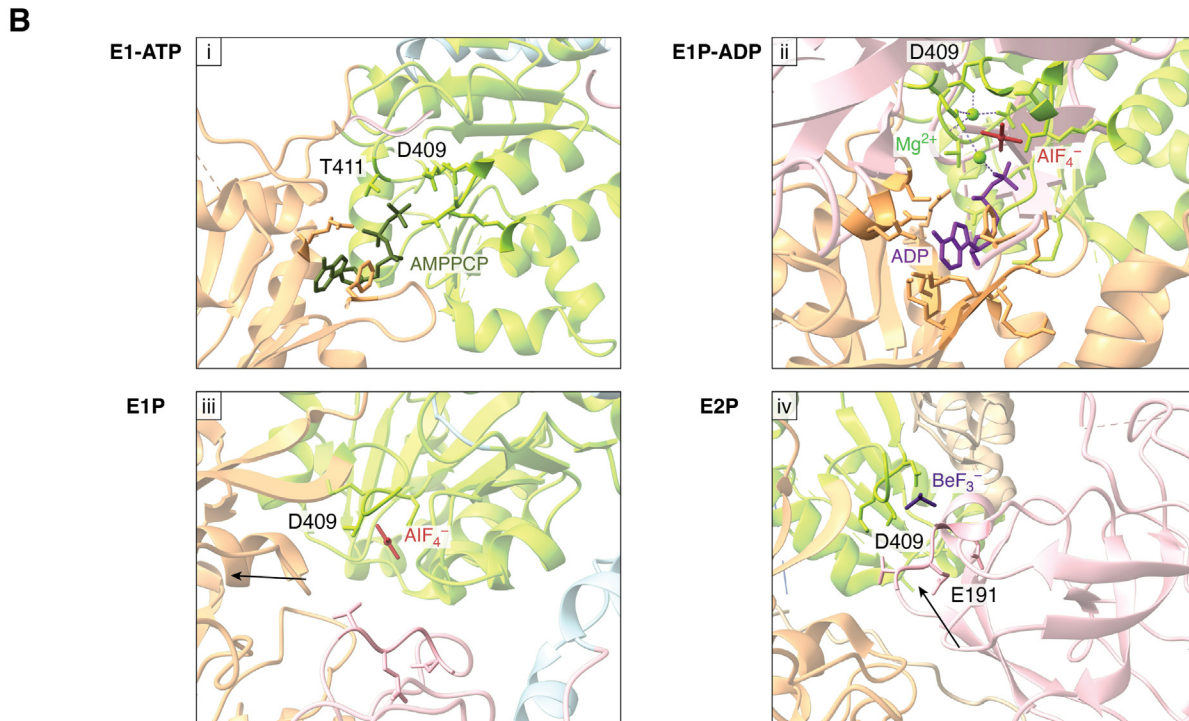 B
E1-ATP
i
T411
D409
AMPPCP
E1P-ADP
ii
D409
Mg²⁺
AlF₄⁻
ADP
E1P
iii
D409
AlF₄⁻
E2P
iv
BeF₃⁻
D409
E191